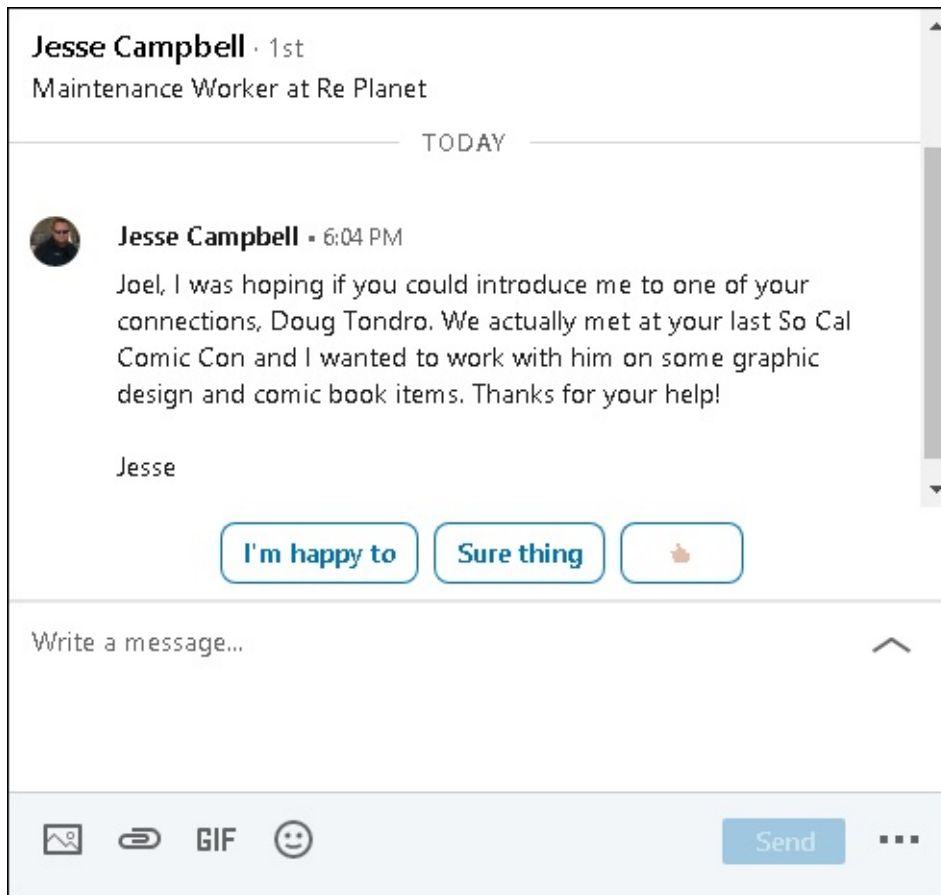 Jesse Campbell · 1st
Maintenance Worker at Re Planet
TODAY
Jesse Campbell ▪ 6:04 PM
Joel, I was hoping if you could introduce me to one of your
connections, Doug Tondro. We actually met at your last So Cal
Comic Con and I wanted to work with him on some graphic
design and comic book items. Thanks for your help!
Jesse
I'm happy to
Sure thing
Write a message...
GIF
Send